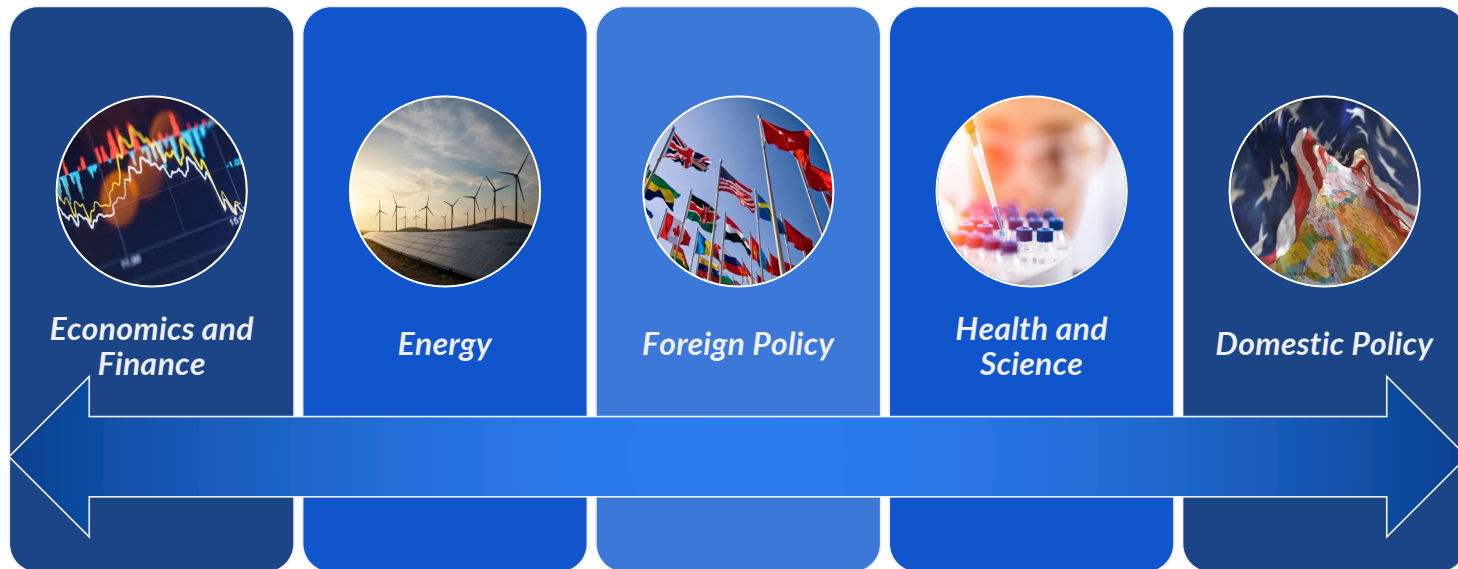 Economics and
Finance
Energy
Foreign Policy
Health and
Science
Domestic Policy